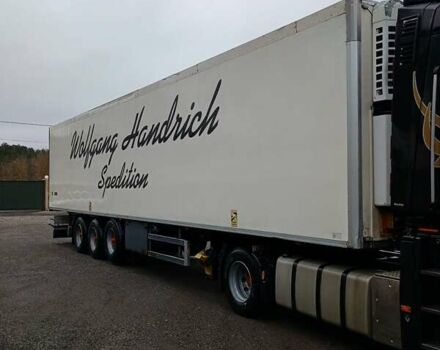 Wolfgang Handrich
Spedition